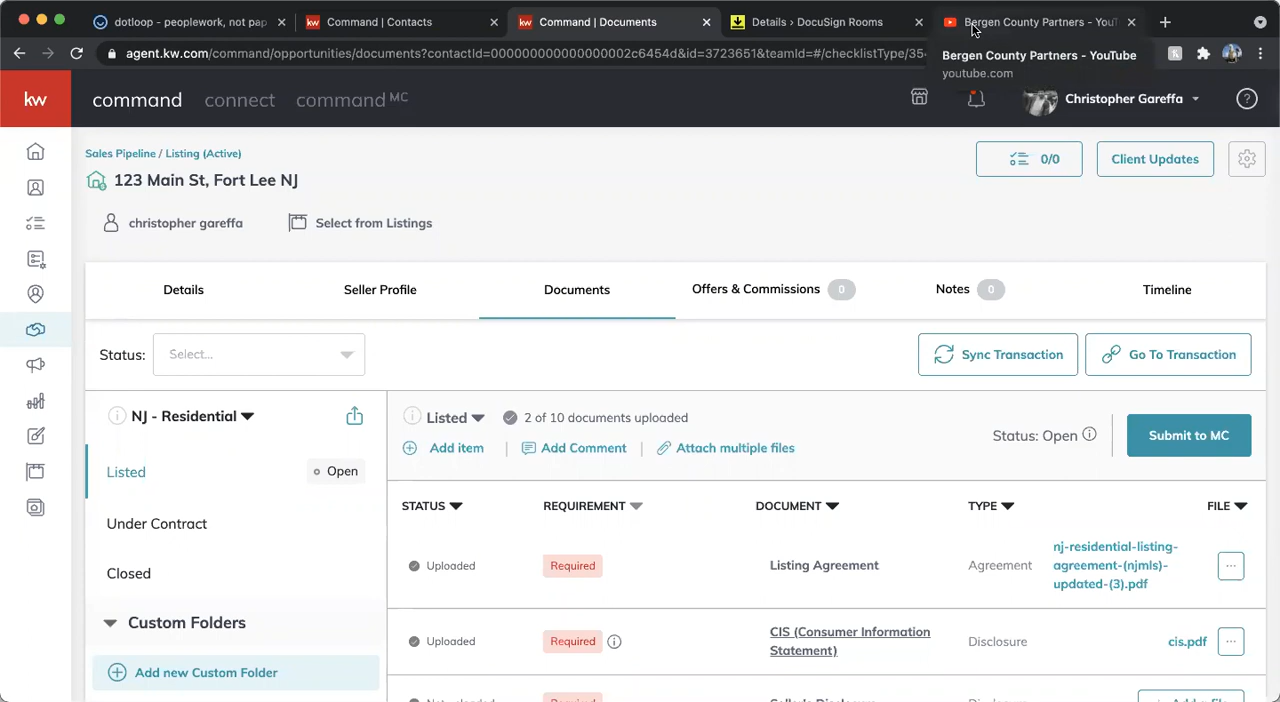 dotloop - peoplework, not pap
Command | Contacts
Command | Documents
Details › DocuSign Rooms
Bergen County Partners - YouT
agent.kw.com/command/opportunities/documents?contactId=0000000000000000002c6454d&id=3723651&teamId=#/checklistType/35
Bergen County Partners - YouTube
youtube.com
kw
command
connect
command MC
Christopher Gareffa
Sales Pipeline / Listing (Active)
0/0
Client Updates
123 Main St, Fort Lee NJ
christopher gareffa
Select from Listings
Details
Seller Profile
Documents
Offers & Commissions 0
Notes 0
Timeline
Status:
Select...
Sync Transaction
Go To Transaction
NJ - Residential
Listed
2 of 10 documents uploaded
Status: Open
Submit to MC
Add item
Add Comment
Attach multiple files
Listed
Open
Under Contract
Closed
Custom Folders
Add new Custom Folder
STATUS
REQUIREMENT
DOCUMENT
TYPE
FILE
Uploaded
Required
Listing Agreement
Agreement
nj-residential-listing-
agreement-(njmls)-
updated-(3).pdf
Uploaded
Required
CIS (Consumer Information
Statement)
Disclosure
cis.pdf